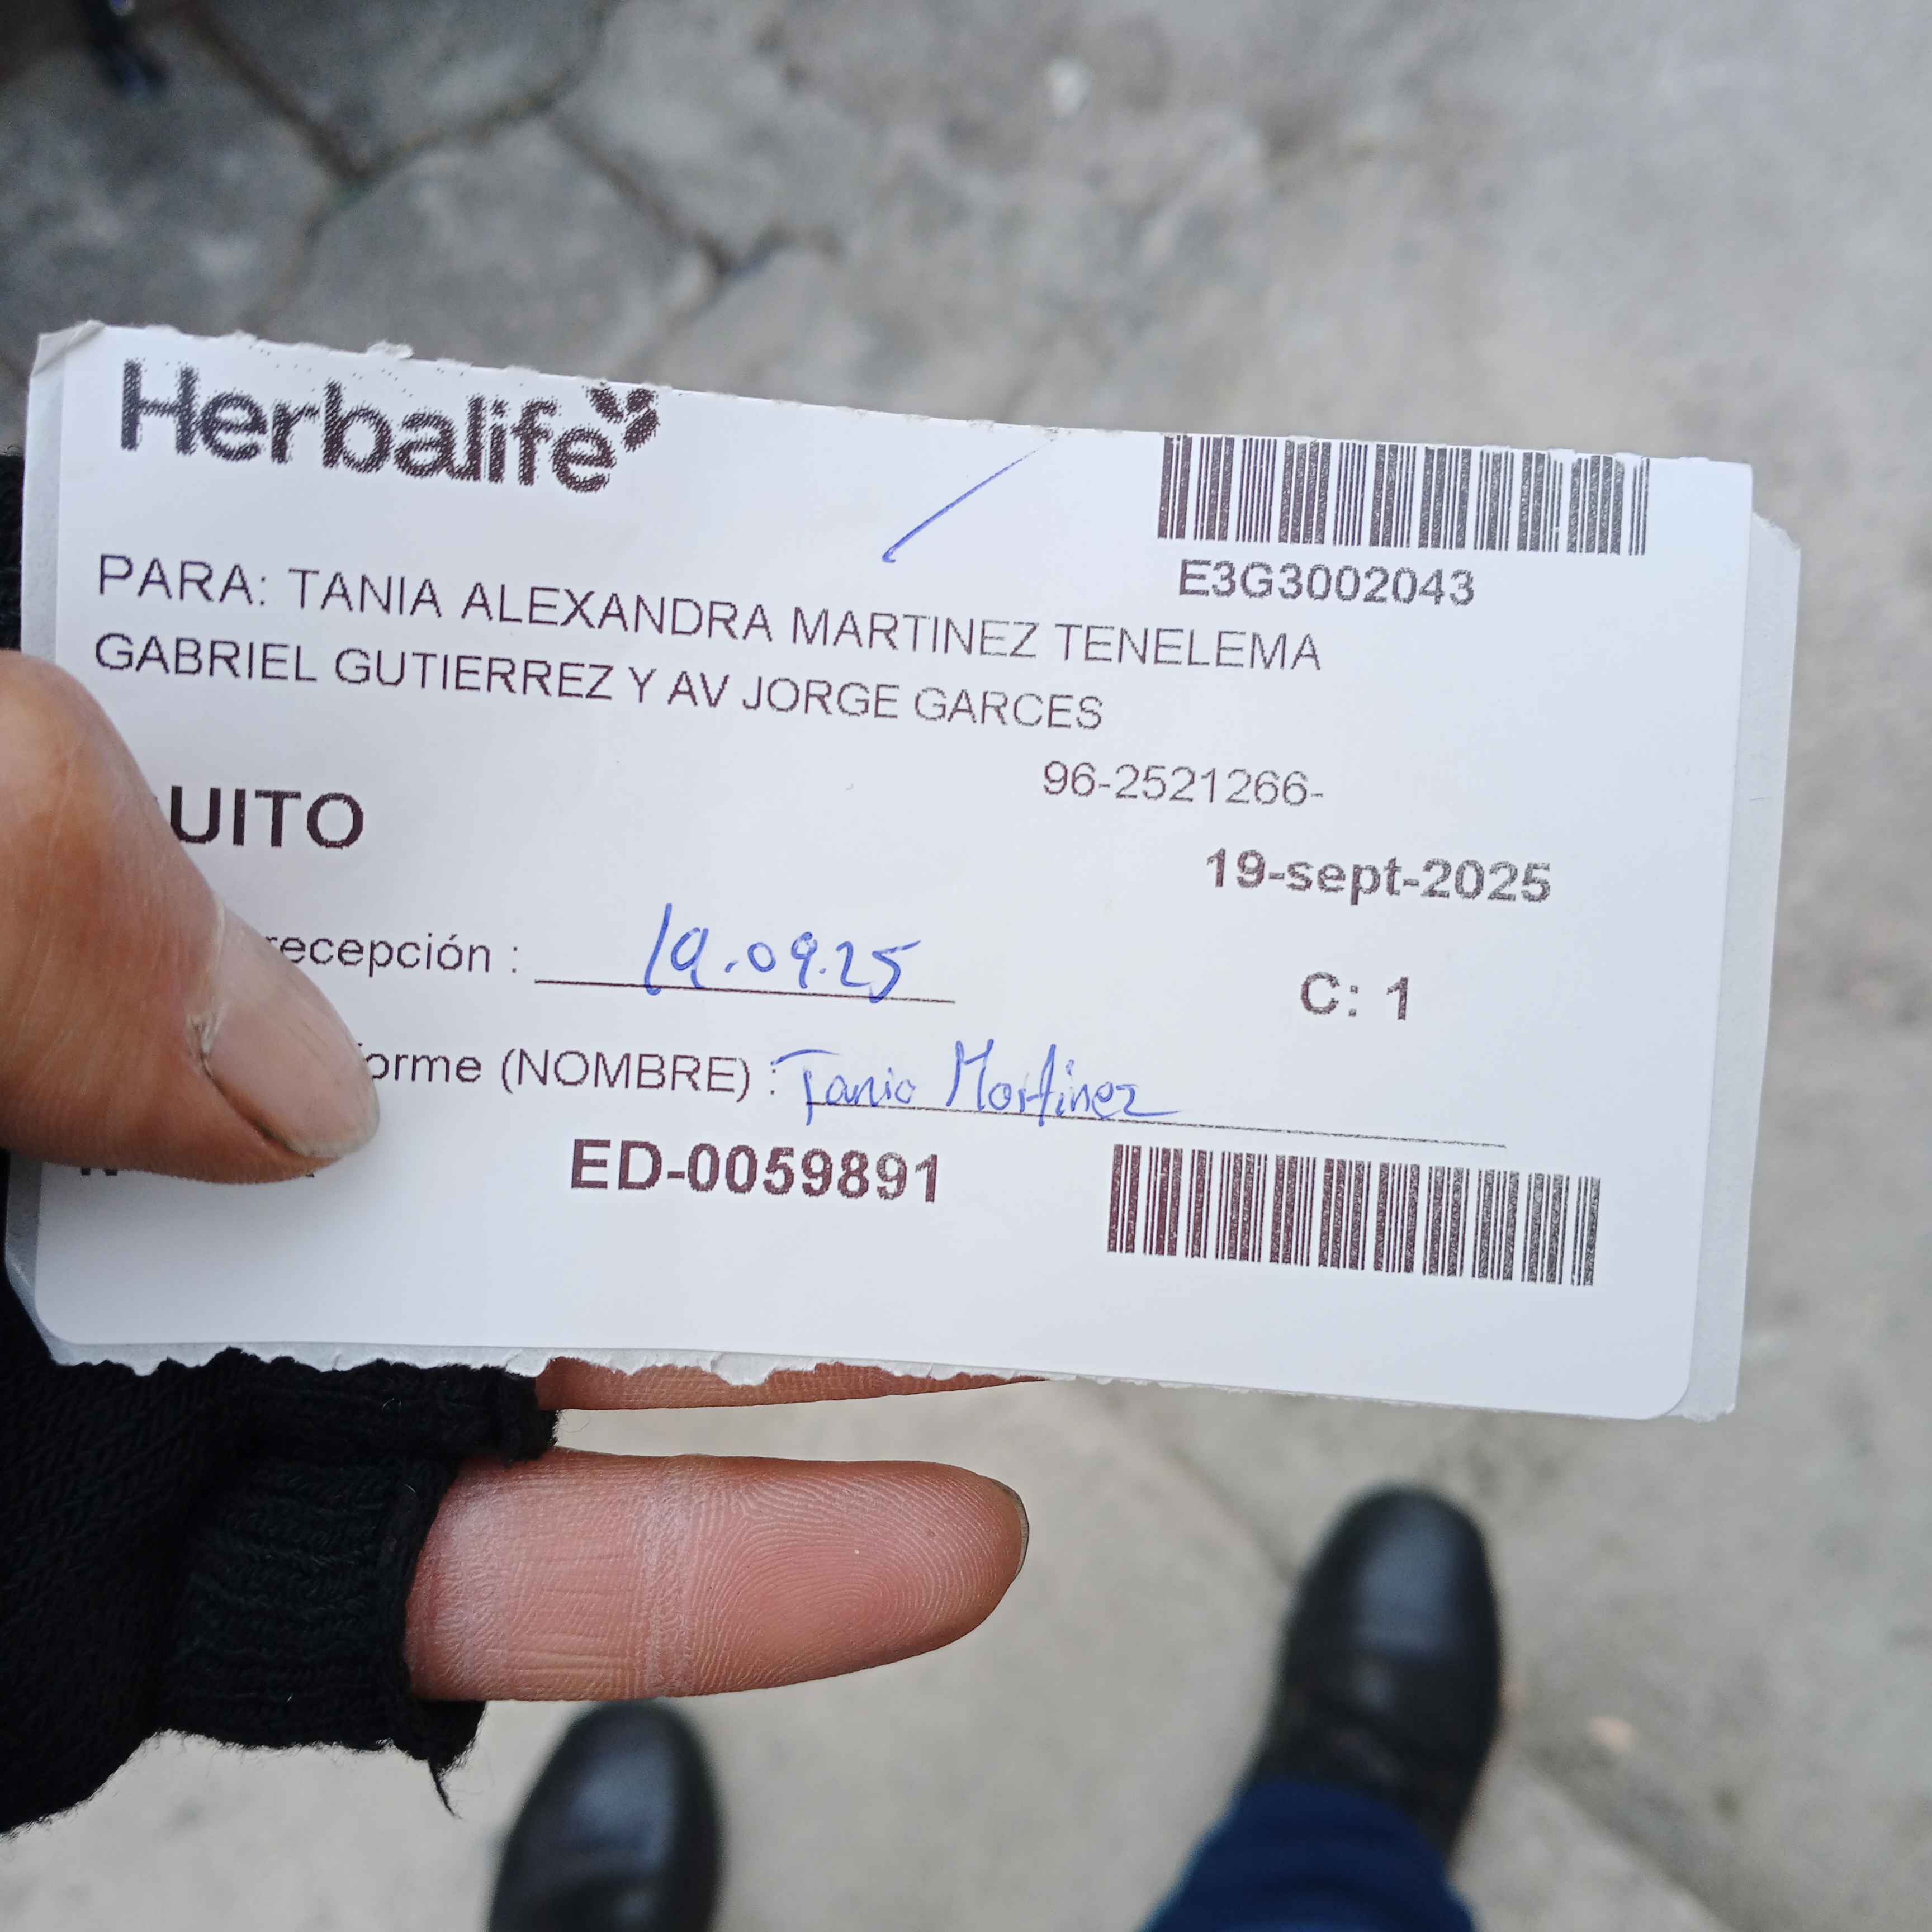 Herbalife
E3G3002043
PARA: TANIA ALEXANDRA MARTINEZ TENELEMA
GABRIEL GUTIERREZ Y AV JORGE GARCES
96-2521266-
UITO
19-sept-2025
recepción : 19.09.25
C: 1
orme (NOMBRE) : Tania Martinez
ED-0059891